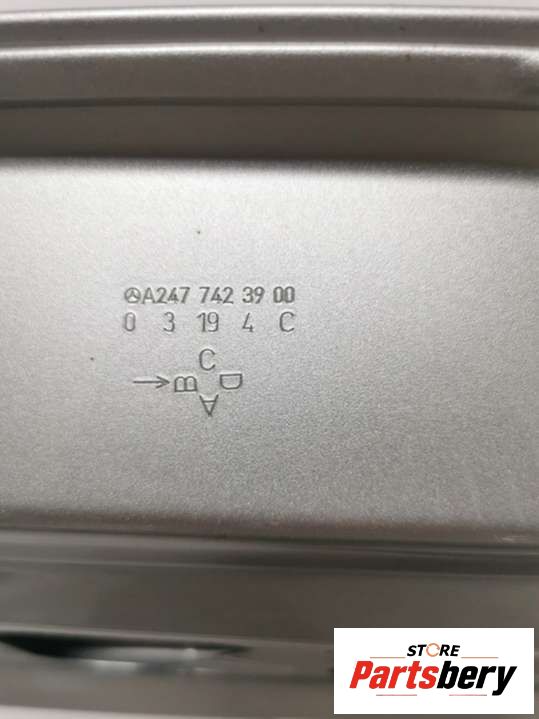 A247 742 39 00
0 3 19 4 C
C
→ B D
A
STORE
Partsbery